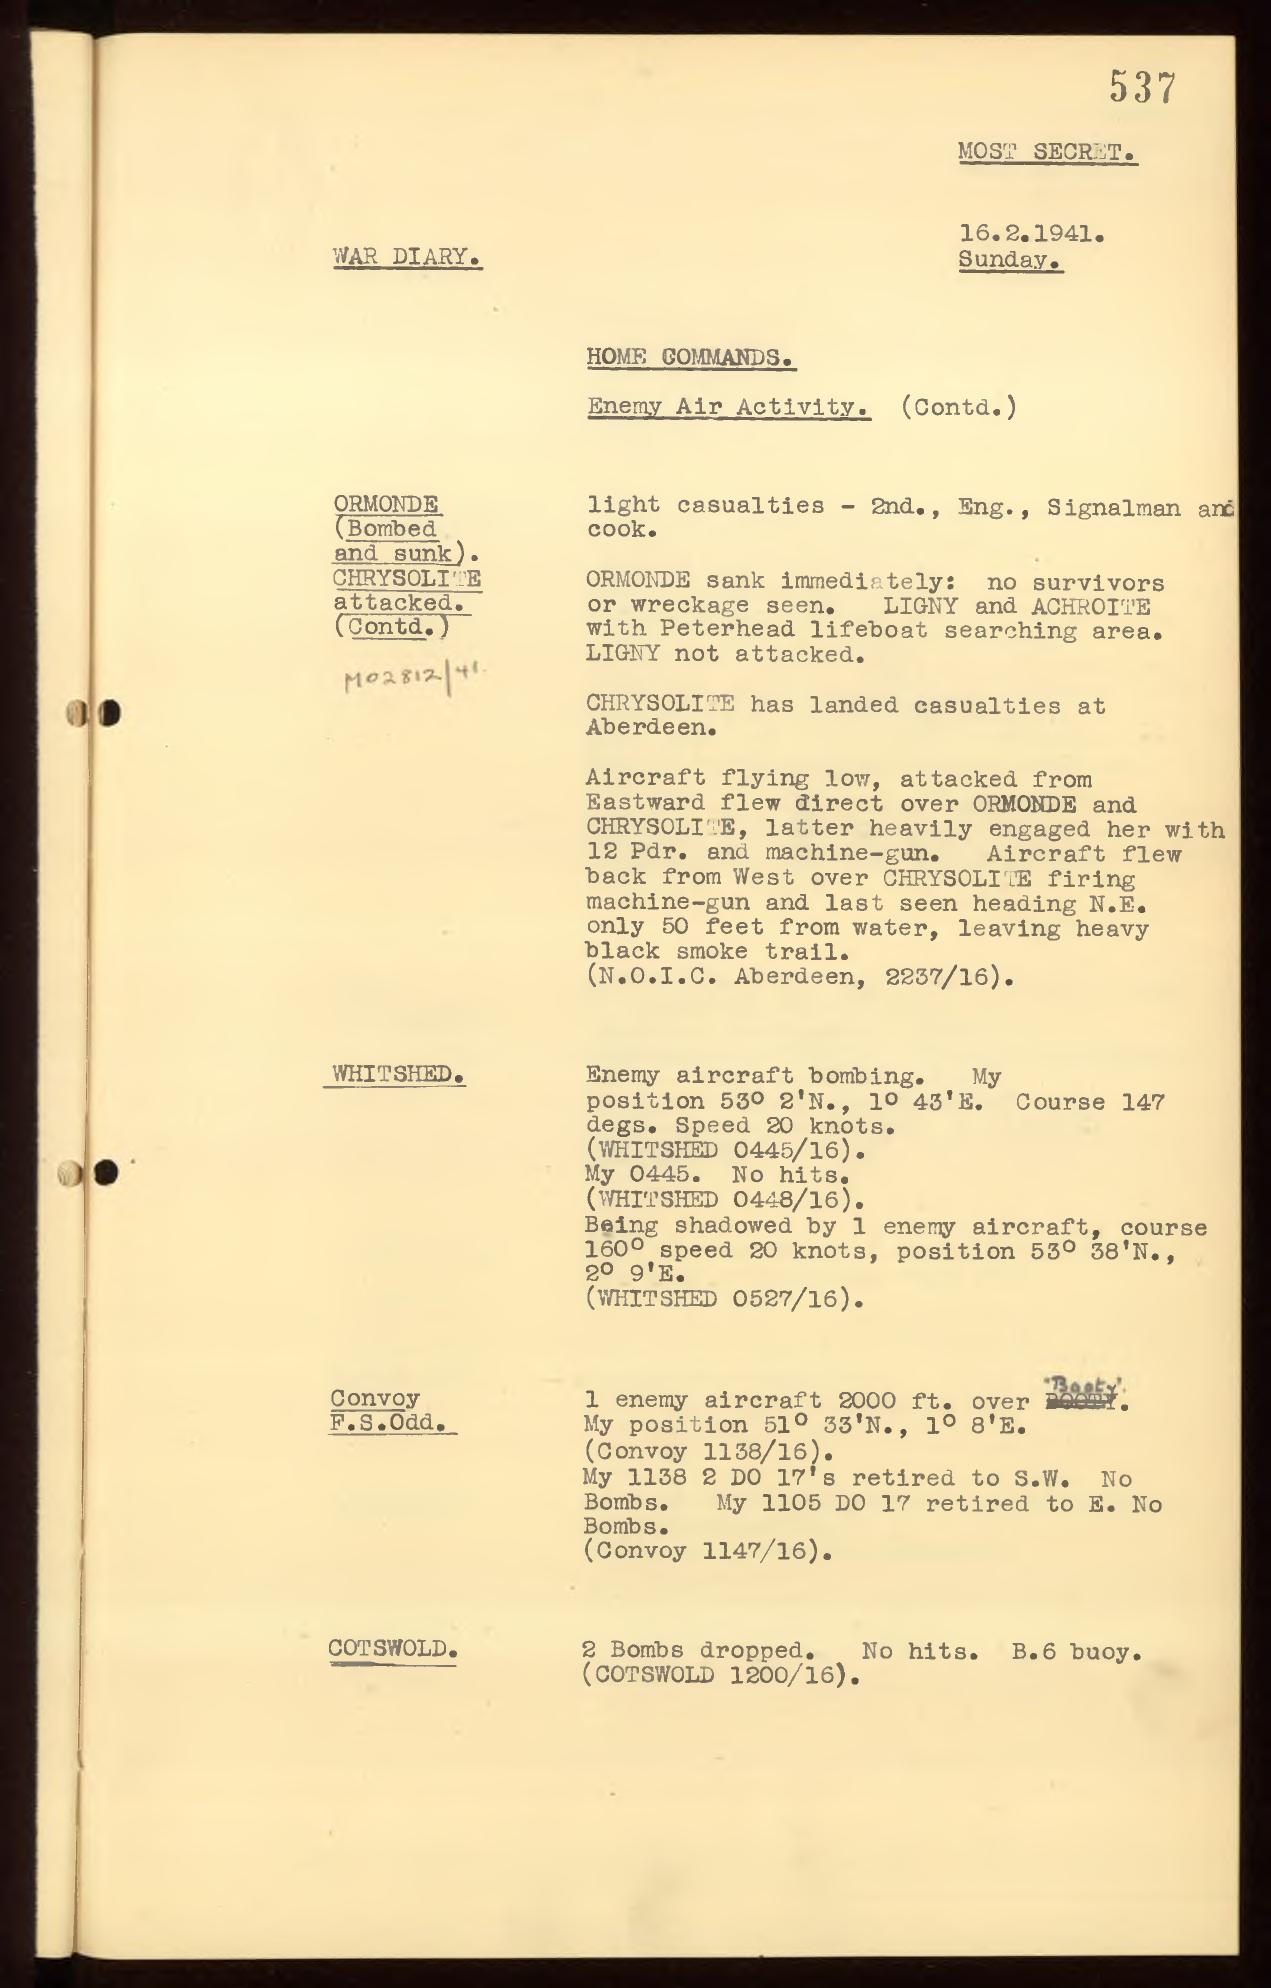 537
MOST SECRET.
16.2.1941.
WAR DIARY.
Sunday.
HOME COMMANDS.
Enemy Air Activity. (Contd.)
ORMONDE
(Bombed
and sunk).
CHRYSOLITE
attacked.
(Contd.)
M02812/41.
light casualties - 2nd., Eng., Signalman and
cook.
ORMONDE sank immediately: no survivors
or wreckage seen. LIGNY and ACHROITE
with Peterhead lifeboat searching area.
LIGNY not attacked.
CHRYSOLITE has landed casualties at
Aberdeen.
Aircraft flying low, attacked from
Eastward flew direct over ORMONDE and
CHRYSOLITE, latter heavily engaged her with
12 Pdr. and machine-gun. Aircraft flew
back from West over CHRYSOLITE firing
machine-gun and last seen heading N.E.
only 50 feet from water, leaving heavy
black smoke trail.
(N.O.I.C. Aberdeen, 2237/16).
WHITSHED.
Enemy aircraft bombing. My
position 53° 2'N., 1° 43'E. Course 147
degs. Speed 20 knots.
(WHITSHED 0445/16).
My 0445. No hits.
(WHITSHED 0448/16).
Being shadowed by 1 enemy aircraft, course
160° speed 20 knots, position 53° 38'N.,
2° 9'E.
(WHITSHED 0527/16).
Convoy
F.S.Odd.
1 enemy aircraft 2000 ft. over "Booty".
My position 51° 33'N., 1° 8'E.
(Convoy 1138/16).
My 1138 2 DO 17's retired to S.W. No
Bombs. My 1105 DO 17 retired to E. No
Bombs.
(Convoy 1147/16).
COTSWOLD.
2 Bombs dropped. No hits. B.6 buoy.
(COTSWOLD 1200/16).